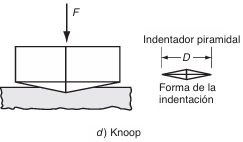 F
Indentador piramidal
D
Forma de la
indentación
d) Knoop